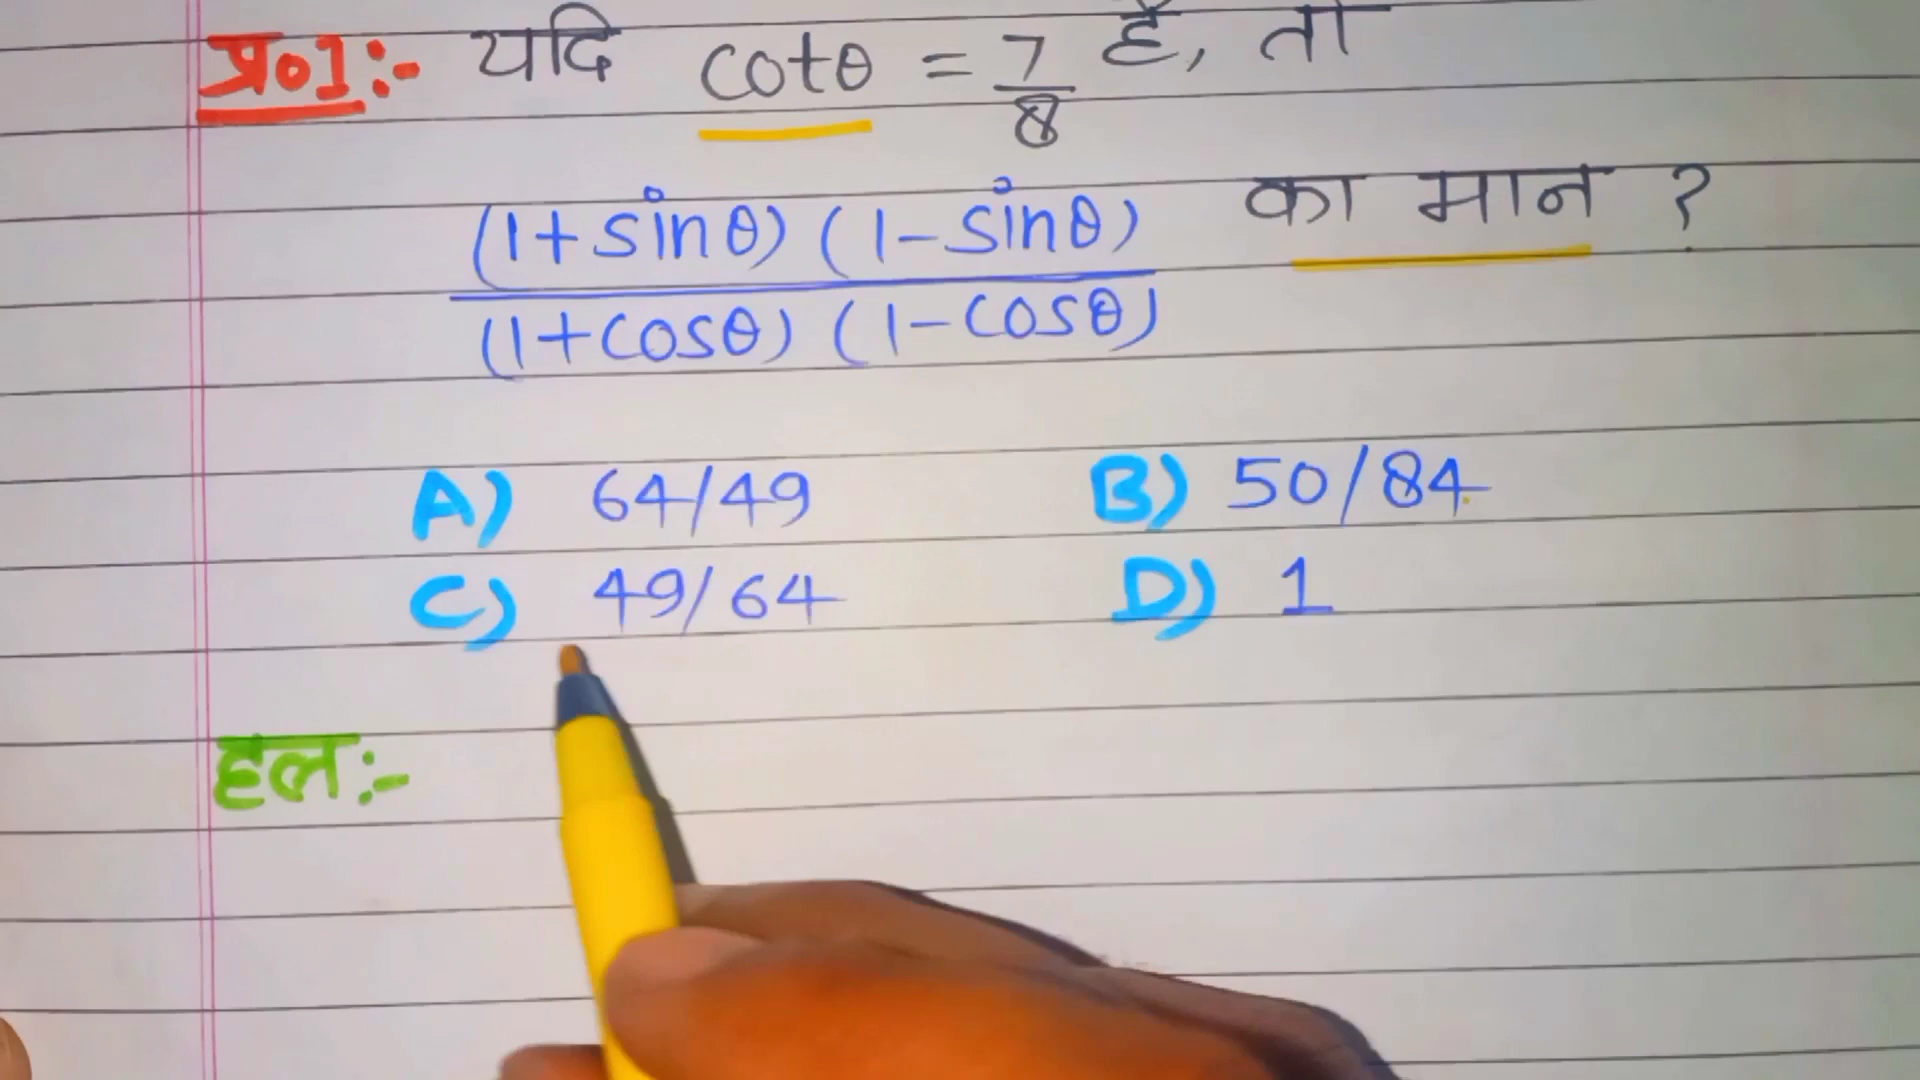 प्र०1:- यदि cotθ = 7/8 है, तो
(1+sinθ) (1-sinθ) का मान ?
(1+cosθ) (1-cosθ)
A) 64/49 B) 50/84
C) 49/64 D) 1
हल:-